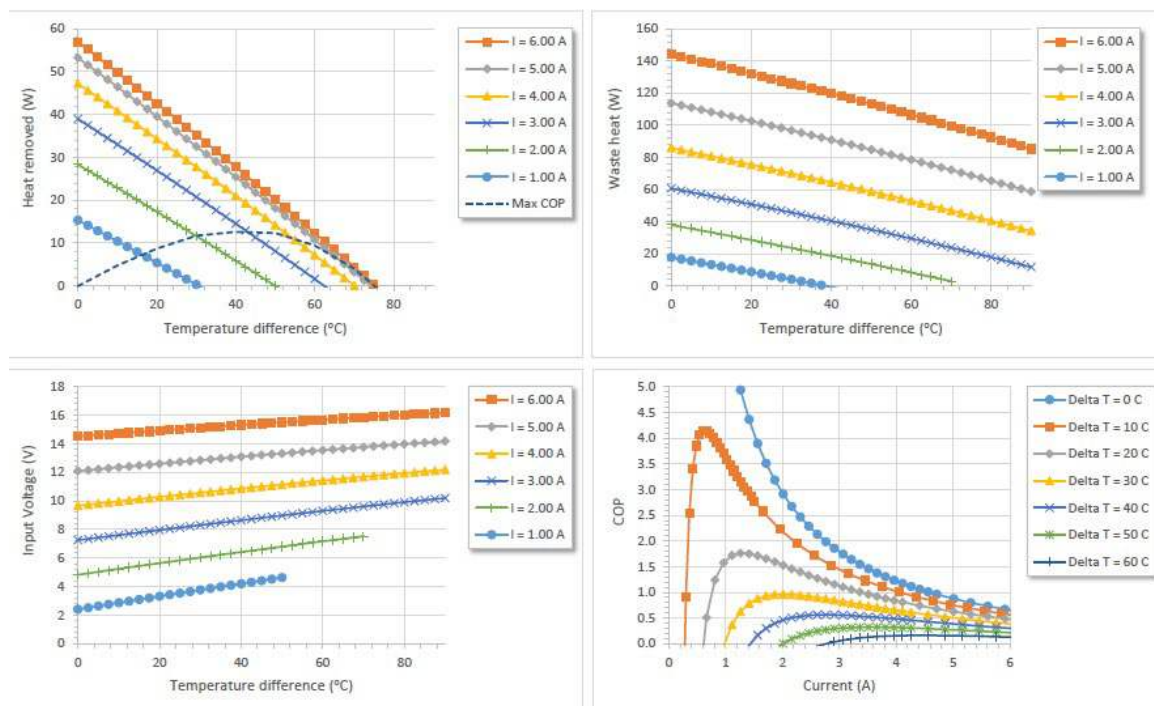 Heat removed (W)
60
50
40
30
20
10
0
0 20 40 60 80
Temperature difference (°C)
I = 6.00 A
I = 5.00 A
I = 4.00 A
I = 3.00 A
I = 2.00 A
I = 1.00 A
Max COP
Waste heat (W)
160
140
120
100
80
60
40
20
0
0 20 40 60 80
Temperature difference (°C)
I = 6.00 A
I = 5.00 A
I = 4.00 A
I = 3.00 A
I = 2.00 A
I = 1.00 A
Input Voltage (V)
18
16
14
12
10
8
6
4
2
0
0 20 40 60 80
Temperature difference (°C)
I = 6.00 A
I = 5.00 A
I = 4.00 A
I = 3.00 A
I = 2.00 A
I = 1.00 A
COP
5.0
4.5
4.0
3.5
3.0
2.5
2.0
1.5
1.0
0.5
0.0
0 1 2 3 4 5 6
Current (A)
Delta T = 0 C
Delta T = 10 C
Delta T = 20 C
Delta T = 30 C
Delta T = 40 C
Delta T = 50 C
Delta T = 60 C